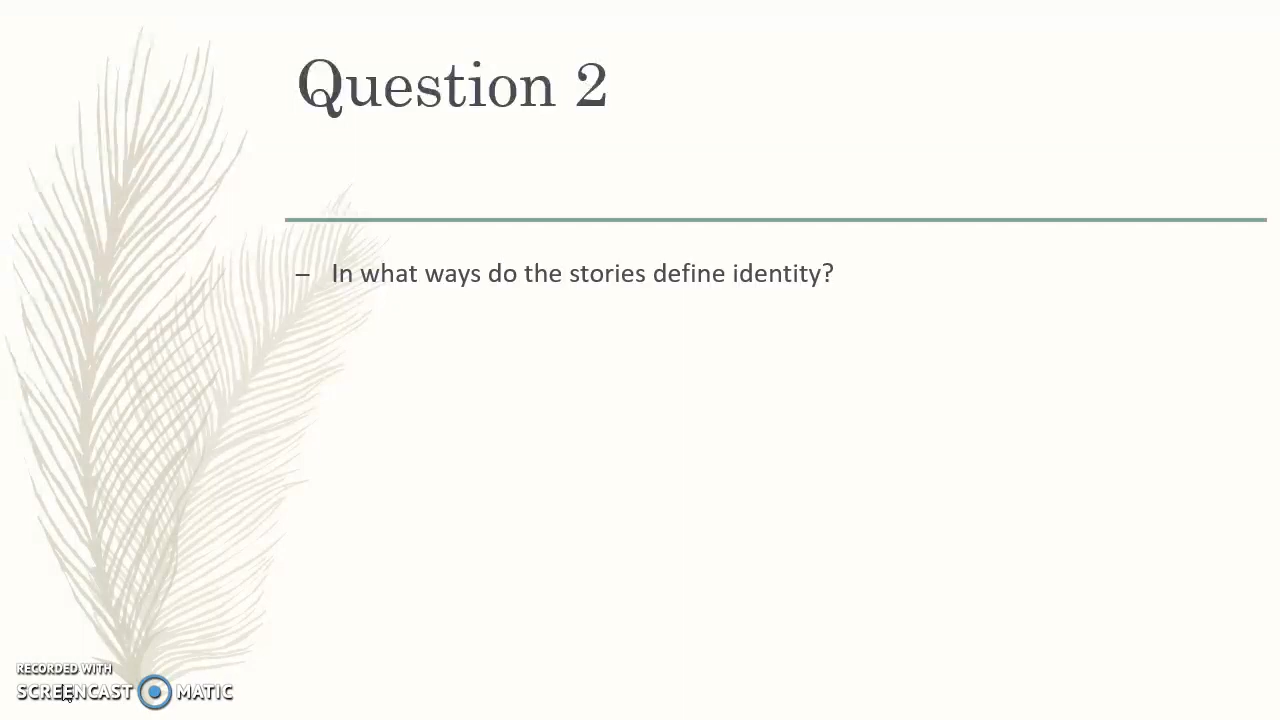 Question 2
– In what ways do the stories define identity?
RECORDED WITH
SCREENCAST MATIC